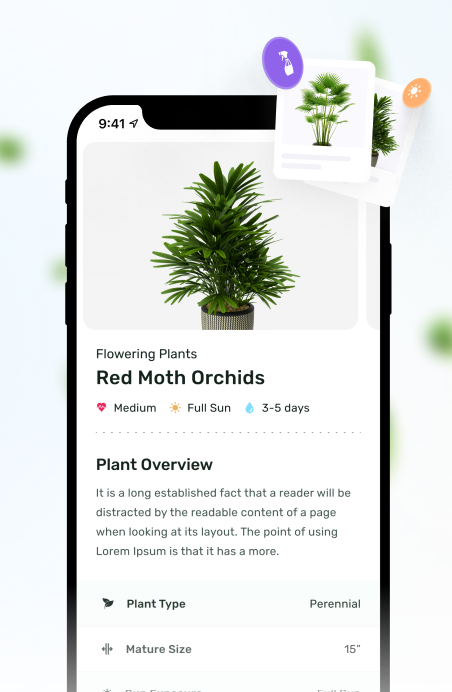 9:41
Flowering Plants
Red Moth Orchids
Medium Full Sun 3-5 days
Plant Overview
It is a long established fact that a reader will be
distracted by the readable content of a page
when looking at its layout. The point of using
Lorem Ipsum is that it has a more.
Plant Type Perennial
Mature Size 15”